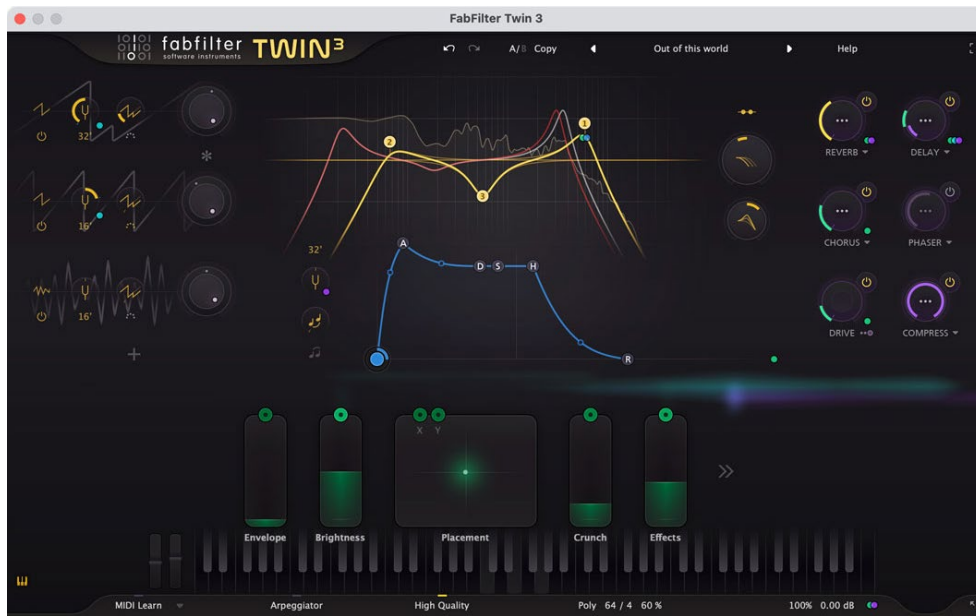 FabFilter Twin 3
fabfilter
software instruments
TWIN3
A/B Copy
Out of this world
Help
32'
16'
16'
2
1
3
32'
A
D
S
H
R
REVERB
DELAY
CHORUS
PHASER
DRIVE
COMPRESS
X Y
Envelope
Brightness
Placement
Crunch
Effects
MIDI Learn
Arpeggiator
High Quality
Poly 64 / 4 60 %
100% 0.00 dB